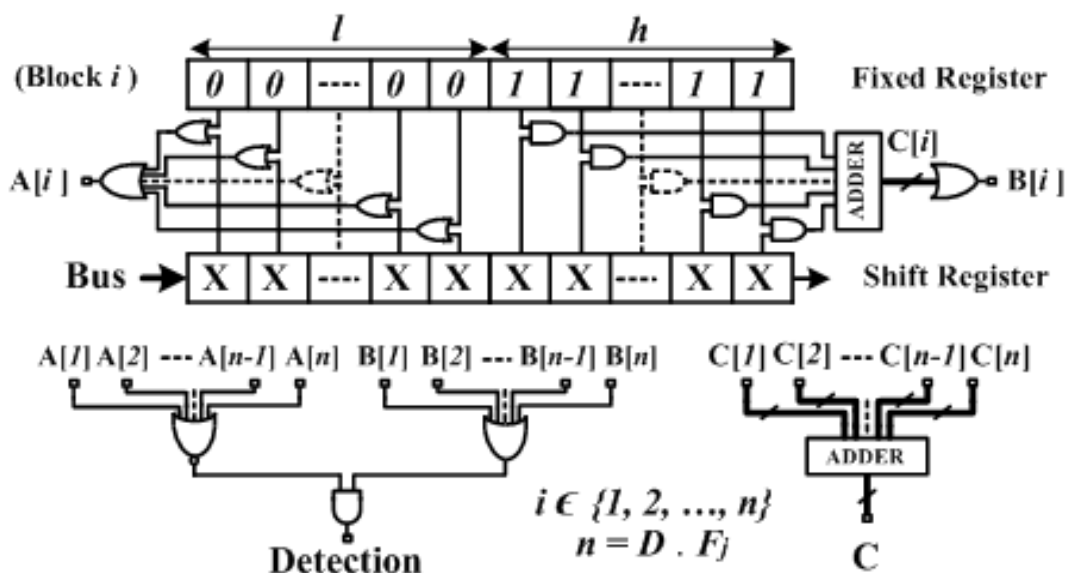 l h
(Block i) 0 0 ---- 0 0 1 1 ---- 1 1 Fixed Register
A[i] ADDER C[i] B[i]
Bus X X ---- X X X X ---- X X Shift Register
A[1] A[2] ---- A[n-1] A[n] B[1] B[2] ---- B[n-1] B[n] C[1] C[2] ---- C[n-1] C[n]
ADDER
i ϵ {1, 2, ..., n}
n = D . Fj
Detection C